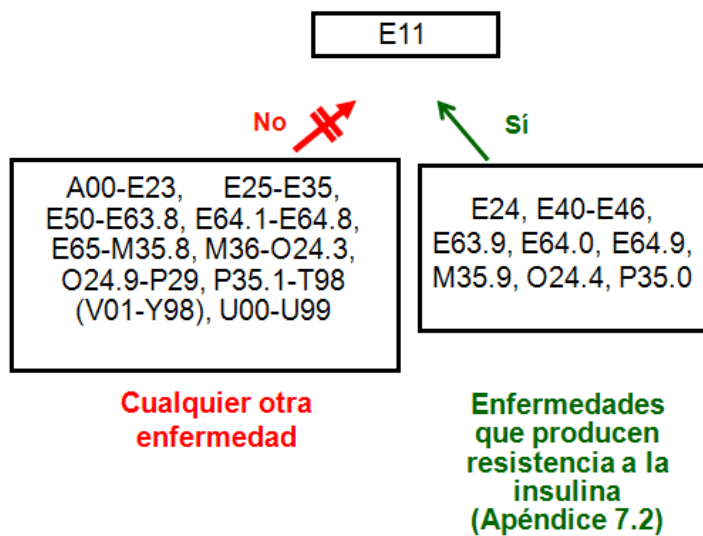 E11
No
Sí
A00-E23, E25-E35,
E50-E63.8, E64.1-E64.8,
E65-M35.8, M36-O24.3,
O24.9-P29, P35.1-T98
(V01-Y98), U00-U99
E24, E40-E46,
E63.9, E64.0, E64.9,
M35.9, O24.4, P35.0
Cualquier otra
enfermedad
Enfermedades
que producen
resistencia a la
insulina
(Apéndice 7.2)